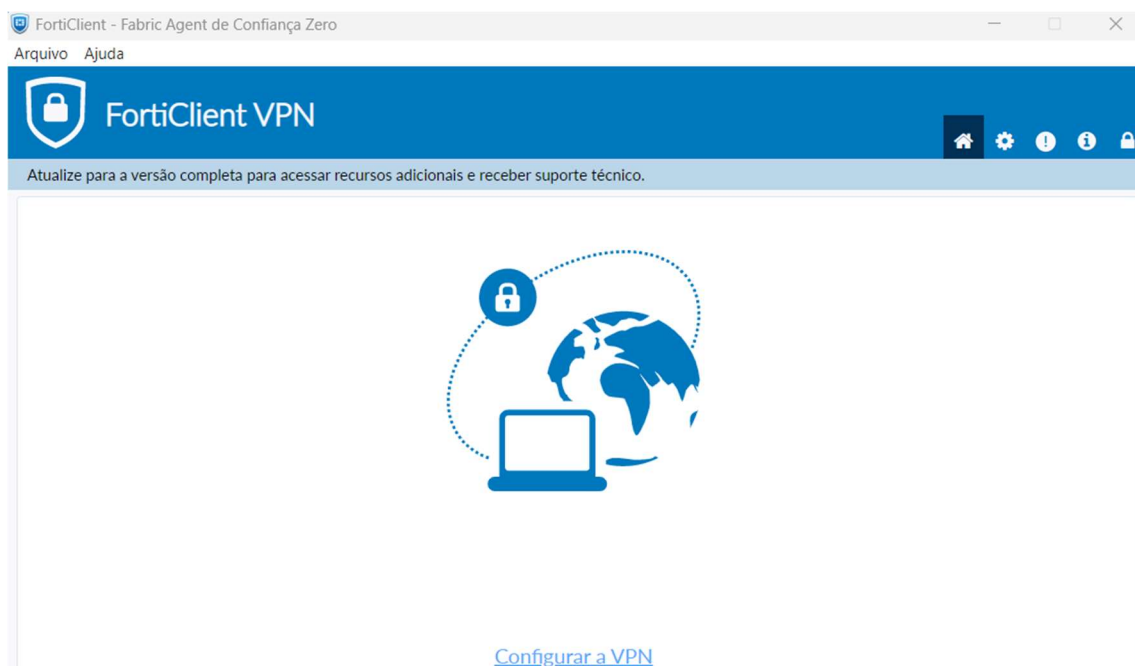 FortiClient - Fabric Agent de Confiança Zero
Arquivo Ajuda
FortiClient VPN
Atualize para a versão completa para acessar recursos adicionais e receber suporte técnico.
Configurar a VPN